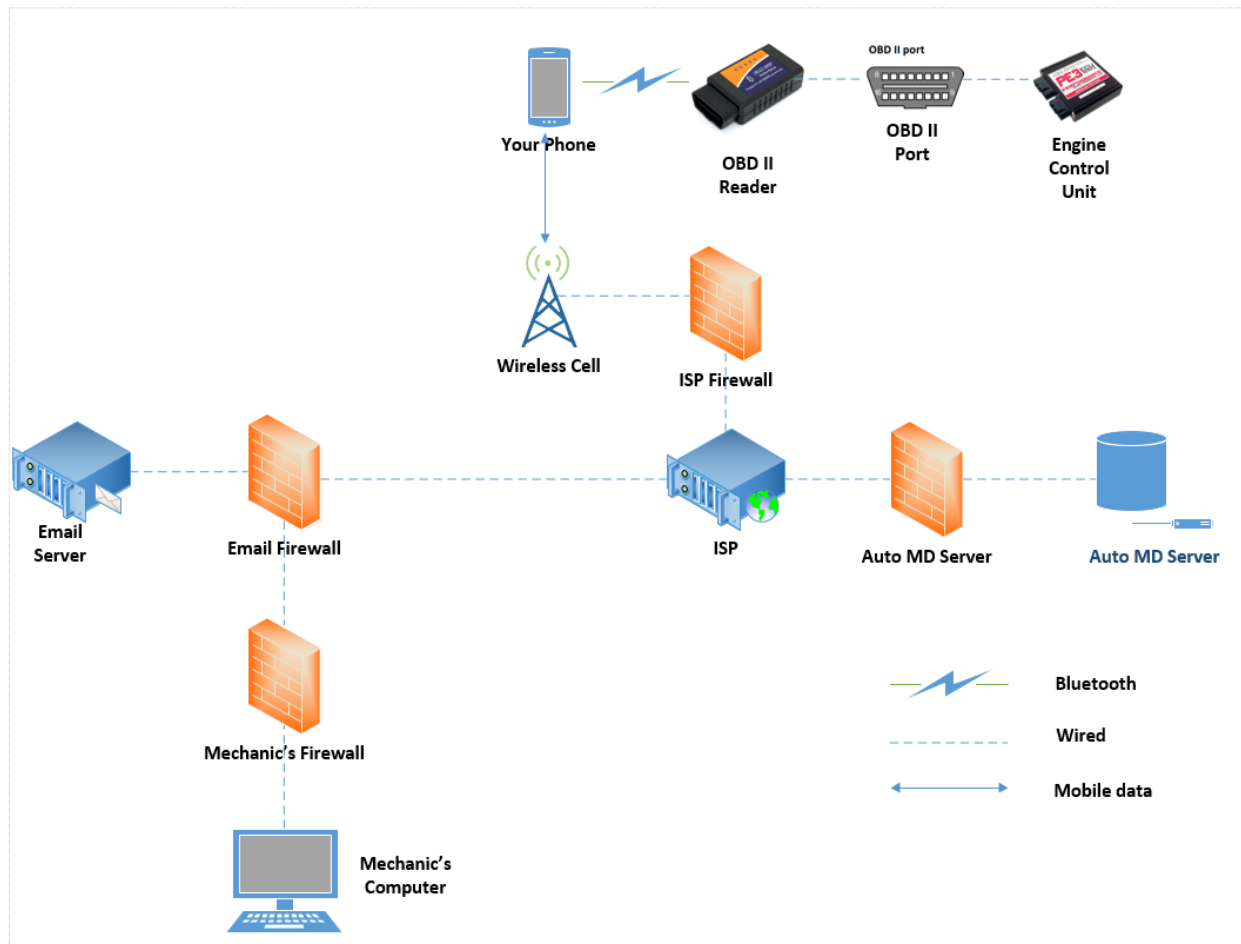 OBD II port
PE3
Your Phone
OBD II
Reader
OBD II
Port
Engine
Control
Unit
Wireless Cell
ISP Firewall
Email
Server
Email Firewall
ISP
Auto MD Server
Auto MD Server
Mechanic's Firewall
Mechanic's
Computer
Bluetooth
Wired
Mobile data